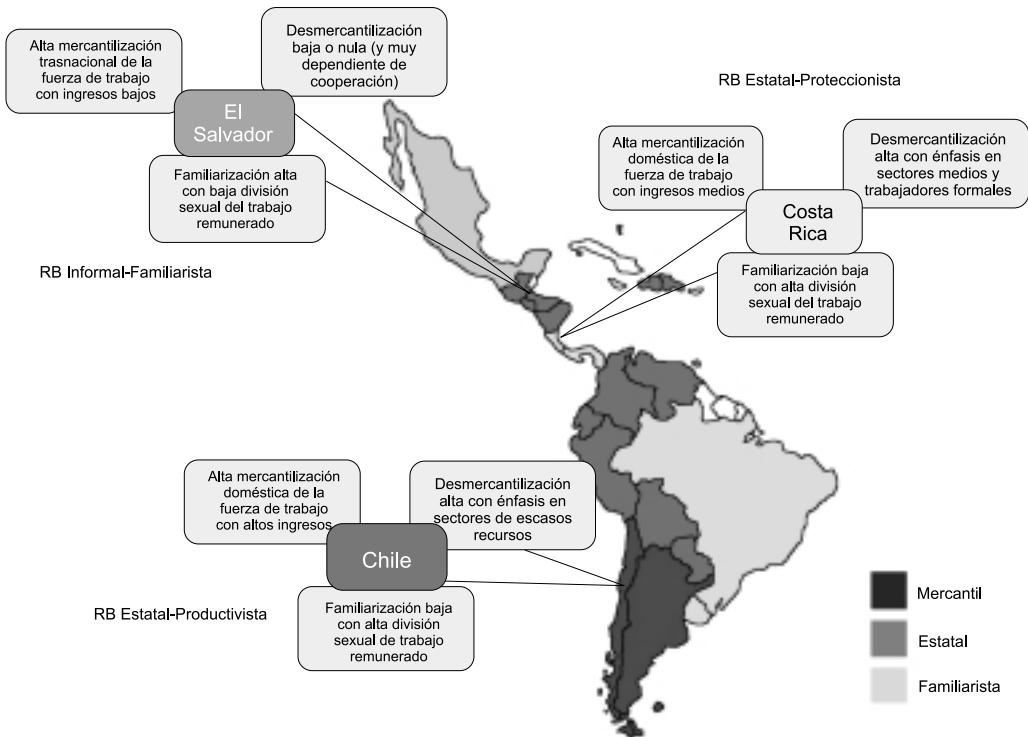 Alta mercantilización
trasnacional de la
fuerza de trabajo
con ingresos bajos
Desmercantilización
baja o nula (y muy
dependiente de
cooperación)
El
Salvador
Familiarización alta
con baja división
sexual del trabajo
remunerado
RB Informal-Familiarista
RB Estatal-Proteccionista
Alta mercantilización
doméstica de la
fuerza de trabajo
con ingresos medios
Desmercantilización
alta con énfasis en
sectores medios y
trabajadores formales
Costa
Rica
Familiarización baja
con alta división
sexual del trabajo
remunerado
Alta mercantilización
doméstica de la
fuerza de trabajo
con altos ingresos
Desmercantilización
alta con énfasis en
sectores de escasos
recursos
Chile
Familiarización baja
con alta división
sexual de trabajo
remunerado
RB Estatal-Productivista
Mercantil
Estatal
Familiarista